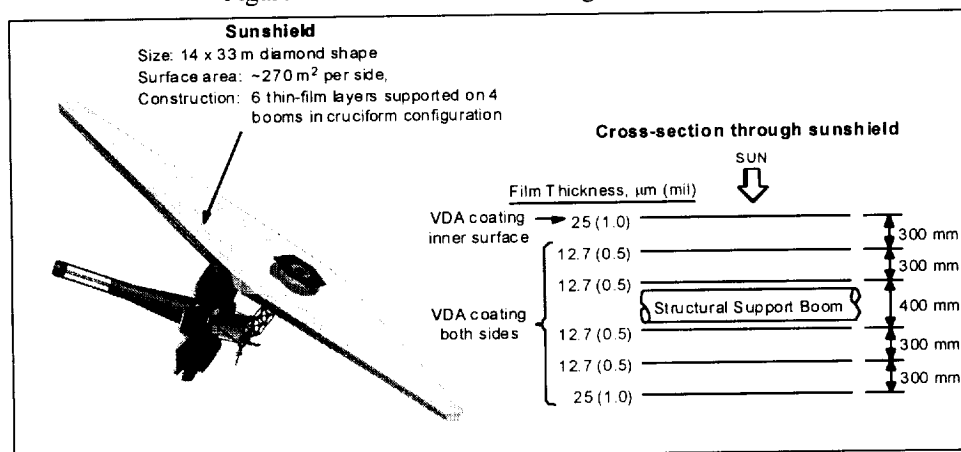 Sunshield
Size: 14 x 33 m diamond shape
Surface area: ~270 m² per side,
Construction: 6 thin-film layers supported on 4
booms in cruciform configuration
Cross-section through sunshield
SUN
Film Thickness, μm (mil)
VDA coating
inner surface
25 (1.0)
300 mm
12.7 (0.5)
300 mm
12.7 (0.5)
VDA coating
both sides
Structural Support Boom
400 mm
12.7 (0.5)
300 mm
12.7 (0.5)
300 mm
25 (1.0)